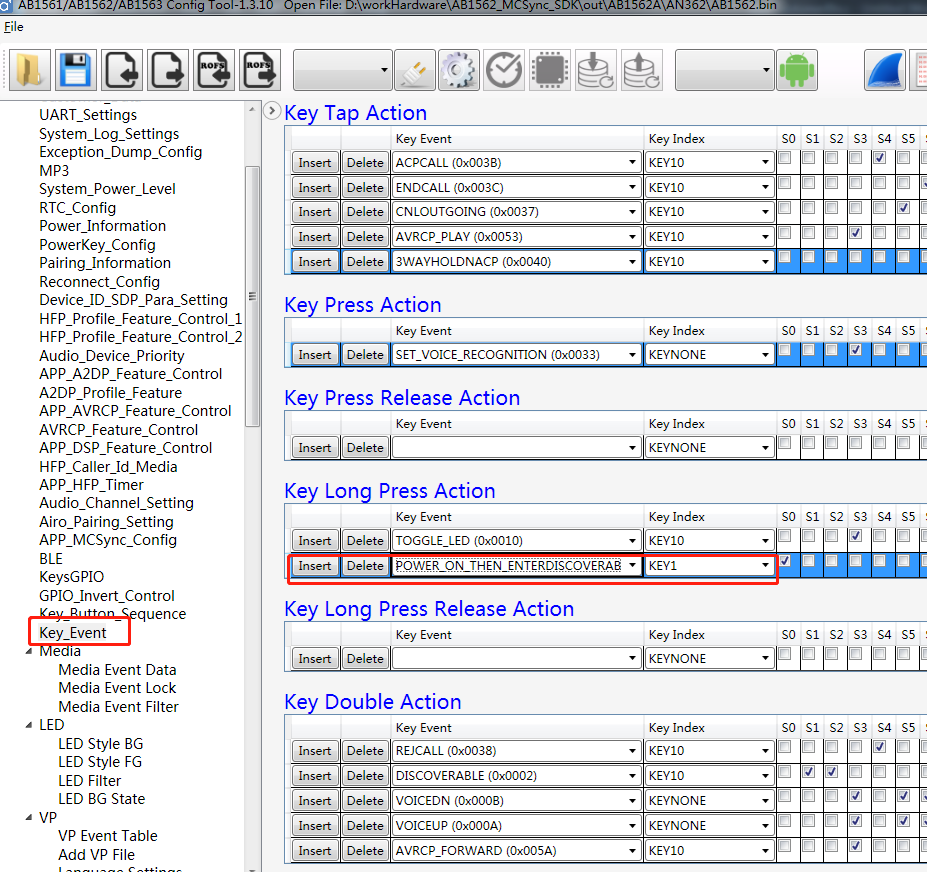 AB1561/AB1562/AB1563 Config Tool-1.3.10 Open File: D:\workHardware\AB1562_MCSync_SDK\out\AB1562A\AN362\AB1562.bin
File
ROFS ROFS
UART_Settings
System_Log_Settings
Exception_Dump_Config
MP3
System_Power_Level
RTC_Config
Power_Information
PowerKey_Config
Pairing_Information
Reconnect_Config
Device_ID_SDP_Para_Setting
HFP_Profile_Feature_Control_1
HFP_Profile_Feature_Control_2
Audio_Device_Priority
APP_A2DP_Feature_Control
A2DP_Profile_Feature
APP_AVRCP_Feature_Control
AVRCP_Feature_Control
APP_DSP_Feature_Control
HFP_Caller_Id_Media
APP_HFP_Timer
Audio_Channel_Setting
Airo_Pairing_Setting
APP_MCSync_Config
BLE
KeysGPIO
GPIO_Invert_Control
Key_Button_Sequence
Key_Event
Media
Media Event Data
Media Event Lock
Media Event Filter
LED
LED Style BG
LED Style FG
LED Filter
LED BG State
VP
VP Event Table
Add VP File
Language Settings
Key Tap Action
Key Event Key Index S0 S1 S2 S3 S4 S5
Insert Delete ACPCALL (0x003B) KEY10
Insert Delete ENDCALL (0x003C) KEY10
Insert Delete CNLOUTGOING (0x0037) KEY10
Insert Delete AVRCP_PLAY (0x0053) KEY10
Insert Delete 3WAYHOLDNACP (0x0040) KEY10
Key Press Action
Key Event Key Index S0 S1 S2 S3 S4 S5
Insert Delete SET_VOICE_RECOGNITION (0x0033) KEYNONE
Key Press Release Action
Key Event Key Index S0 S1 S2 S3 S4 S5
Insert Delete KEYNONE
Key Long Press Action
Key Event Key Index S0 S1 S2 S3 S4 S5
Insert Delete TOGGLE_LED (0x0010) KEY10
Insert Delete POWER_ON_THEN_ENTERDISCOVERAB KEY1
Key Long Press Release Action
Key Event Key Index S0 S1 S2 S3 S4 S5
Insert Delete KEYNONE
Key Double Action
Key Event Key Index S0 S1 S2 S3 S4 S5
Insert Delete REJCALL (0x0038) KEY10
Insert Delete DISCOVERABLE (0x0002) KEY10
Insert Delete VOICEDN (0x000B) KEYNONE
Insert Delete VOICEUP (0x000A) KEYNONE
Insert Delete AVRCP_FORWARD (0x005A) KEY10